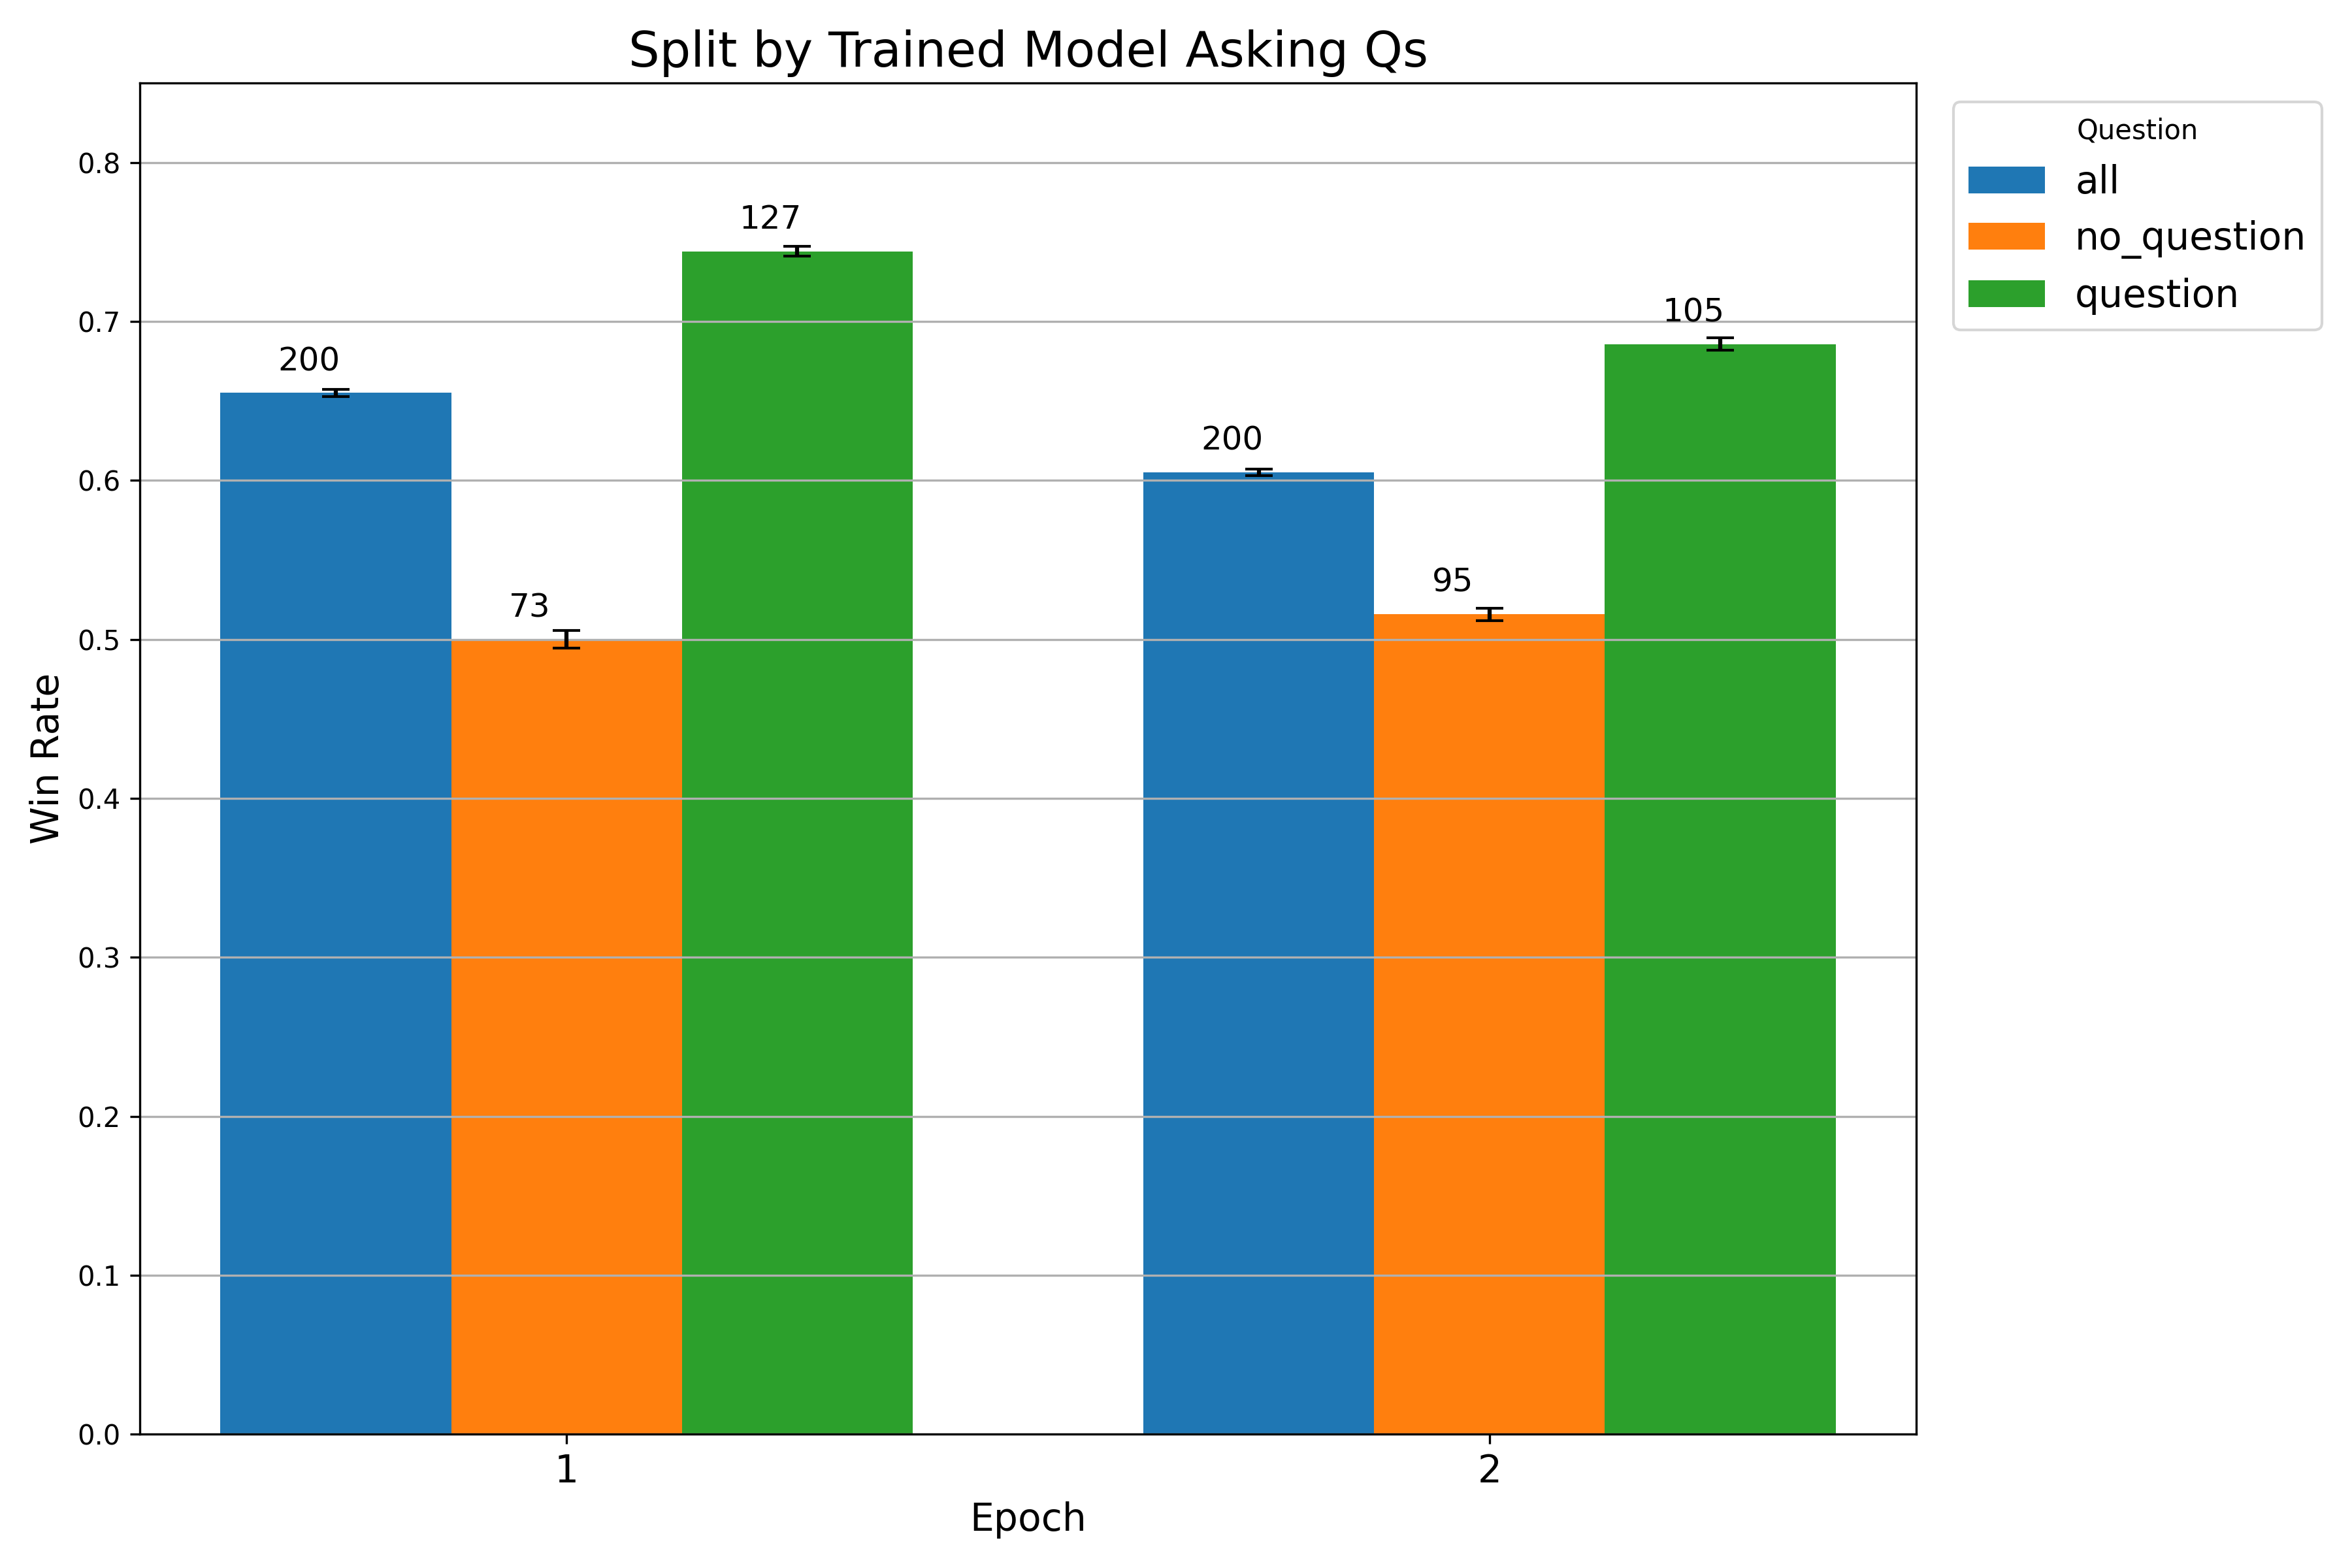 Split by Trained Model Asking Qs
Question
all
no_question
question
0.8
0.7
0.6
0.5
0.4
0.3
0.2
0.1
0.0
Win Rate
200
73
127
200
95
105
1
2
Epoch